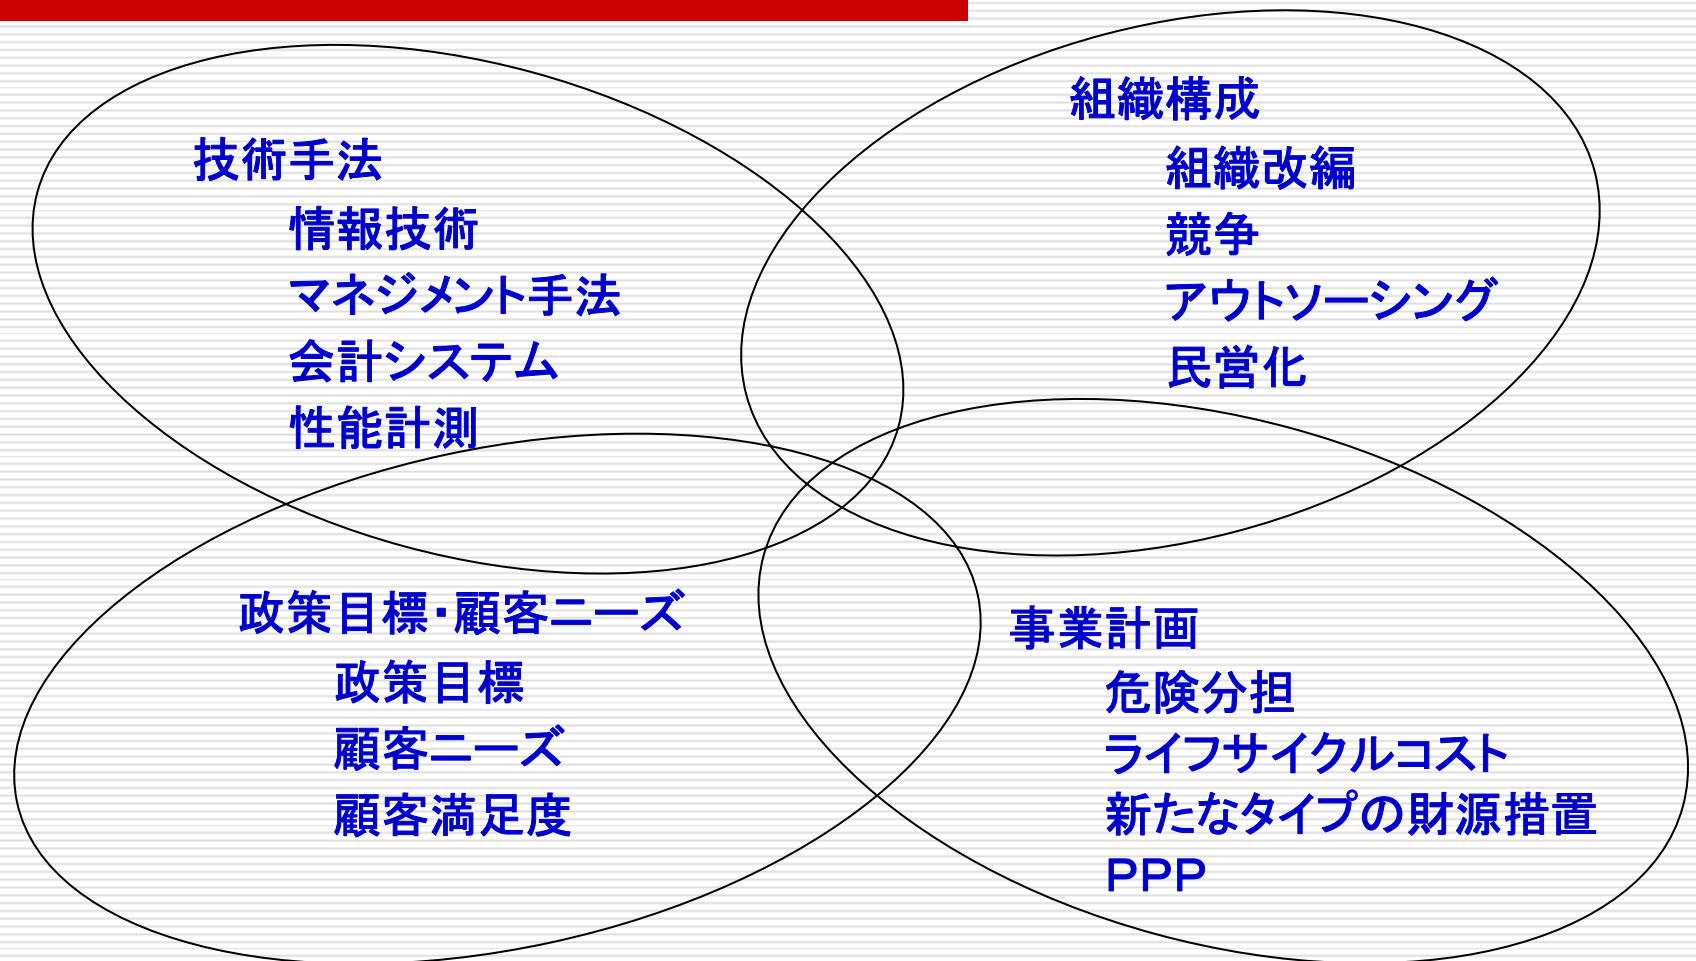 技術手法
情報技術
マネジメント手法
会計システム
性能計測
組織構成
組織改編
競争
アウトソーシング
民営化
政策目標・顧客ニーズ
政策目標
顧客ニーズ
顧客満足度
事業計画
危険分担
ライフサイクルコスト
新たなタイプの財源措置
PPP